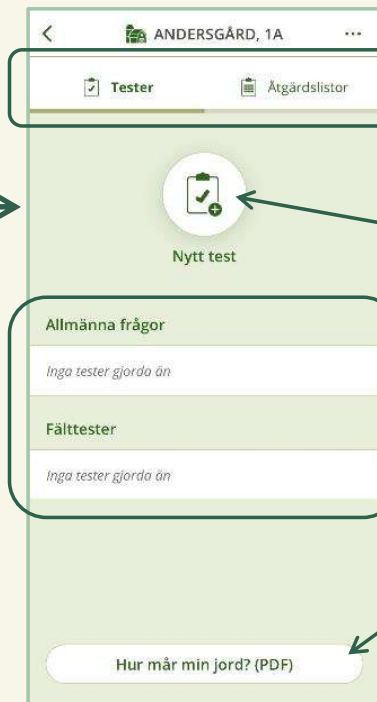 ANDERSGÅRD, 1A
Tester
Åtgärdslistor
Nytt test
Allmänna frågor
Inga tester gjorda än
Fälttester
Inga tester gjorda än
Hur mår min jord? (PDF)